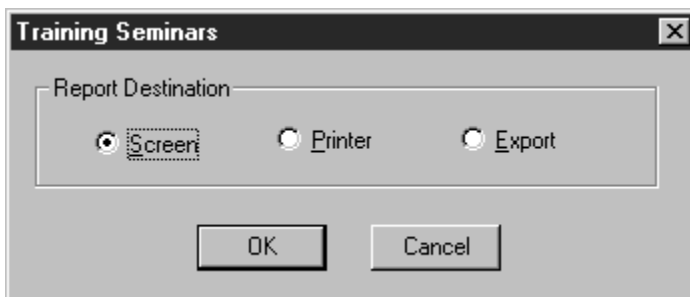 Training Seminars
Report Destination
Screen Printer Export
OK Cancel